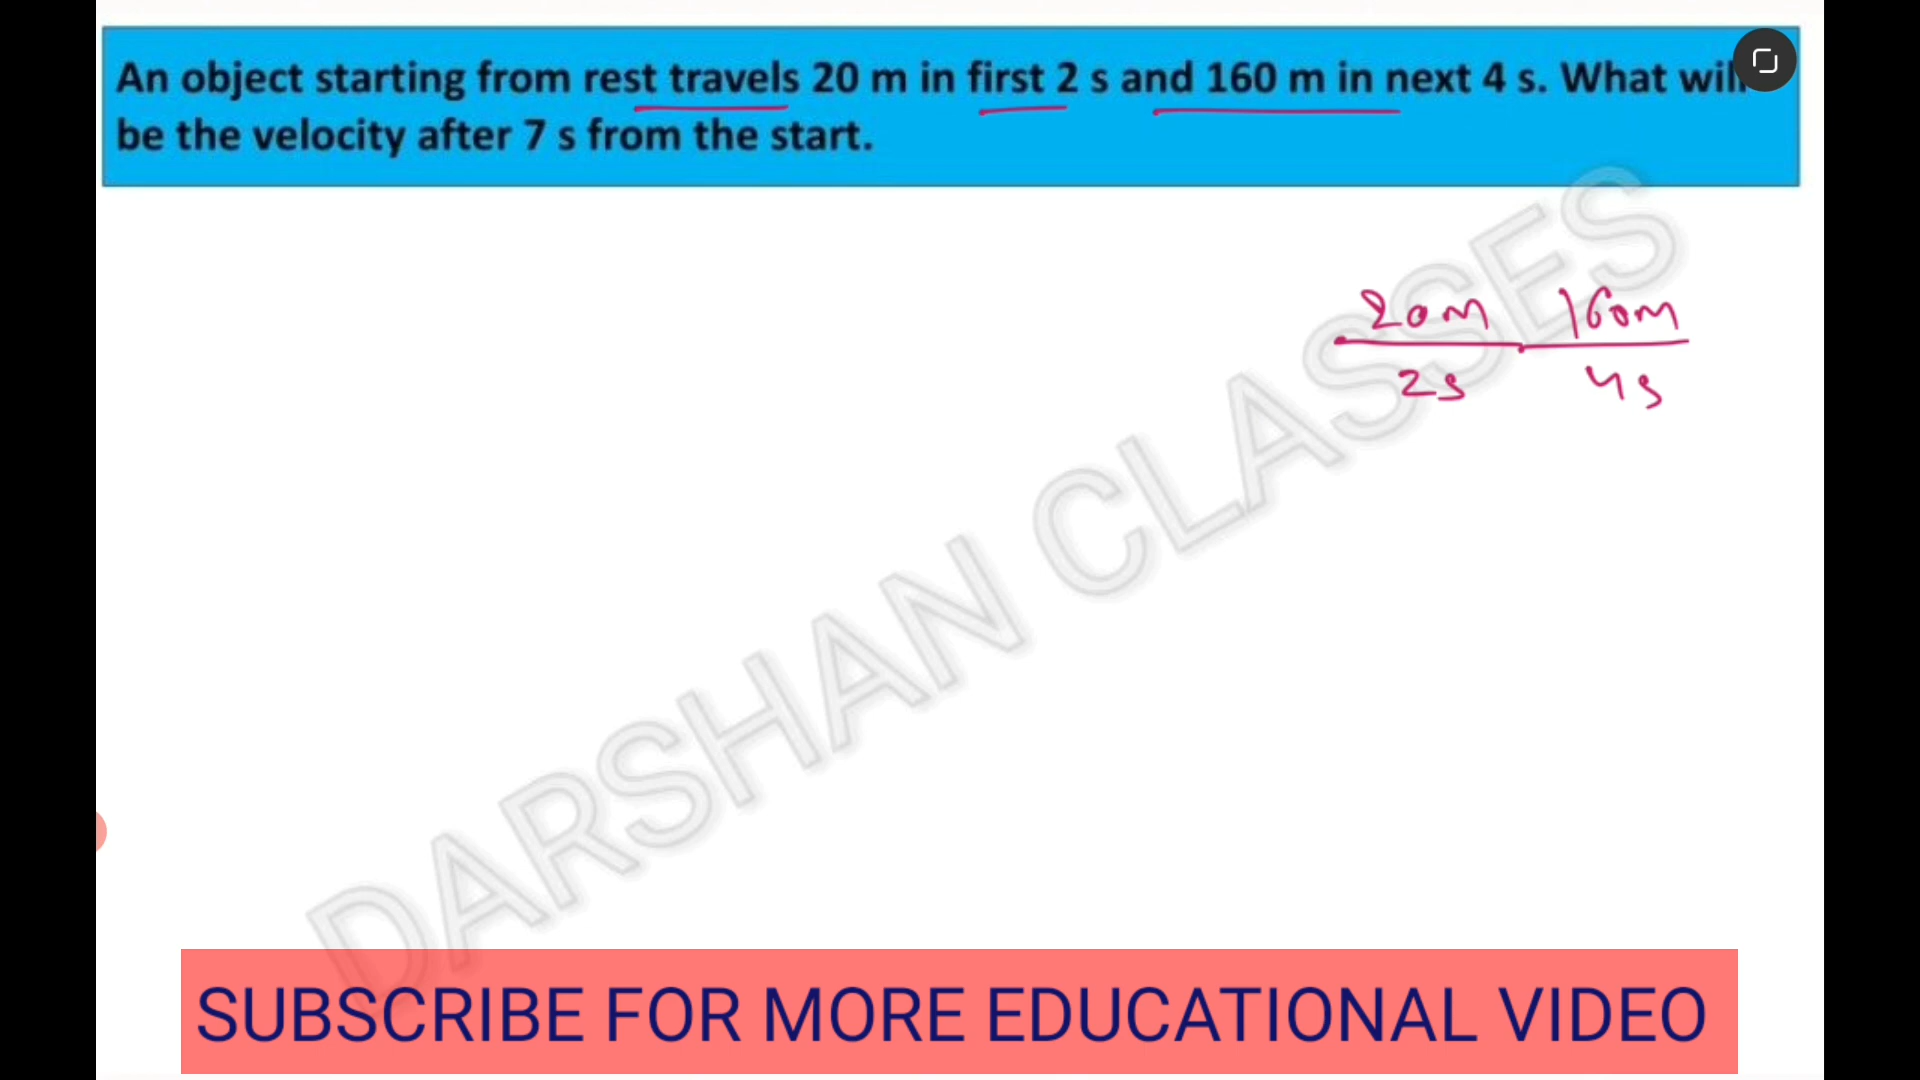 An object starting from rest travels 20 m in first 2 s and 160 m in next 4 s. What will
be the velocity after 7 s from the start.
20m 160m
2s 4s
DARSHAN CLASSES
SUBSCRIBE FOR MORE EDUCATIONAL VIDEO